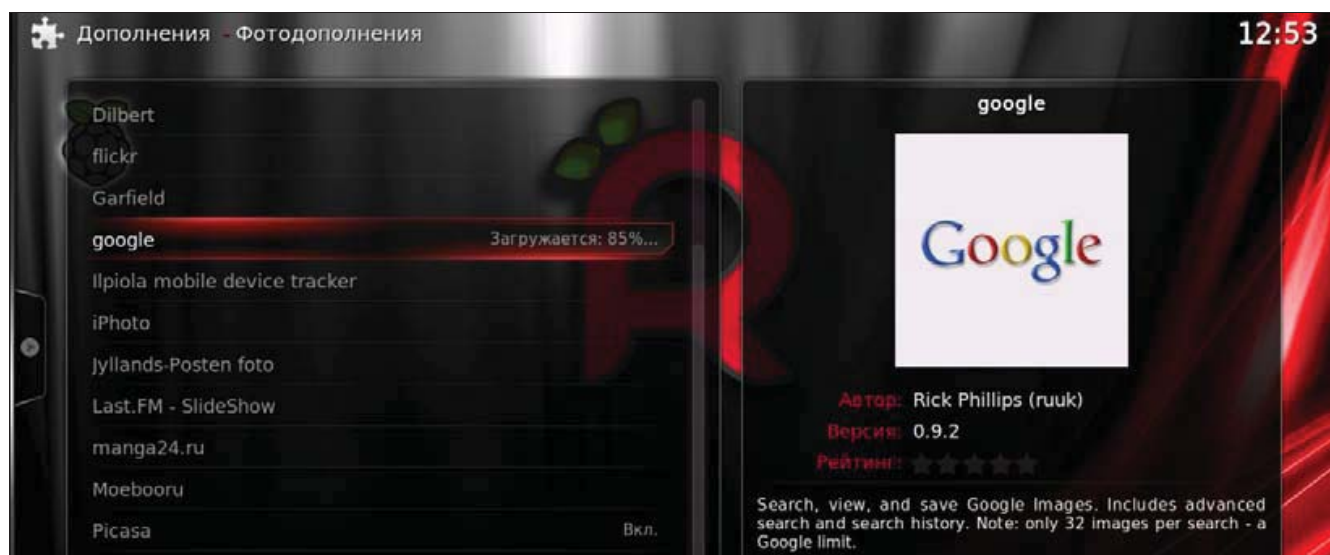 Дополнения - Фотодополнения
12:53
Dilbert
flickr
Garfield
google Загружается: 85%...
Ilpiola mobile device tracker
iPhoto
Jyllands-Posten foto
Last.FM - SlideShow
manga24.ru
Moebooru
Picasa Вкл.
google
Google
Автор: Rick Phillips (ruuk)
Версия: 0.9.2
Рейтинг:
Search, view, and save Google Images. Includes advanced
search and search history. Note: only 32 images per search - a
Google limit.